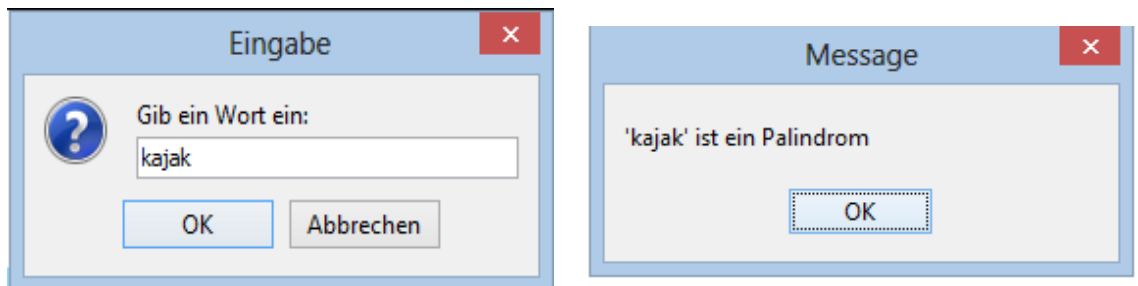 Eingabe
Gib ein Wort ein:
kajak
OK Abbrechen
Message
'kajak' ist ein Palindrom
OK